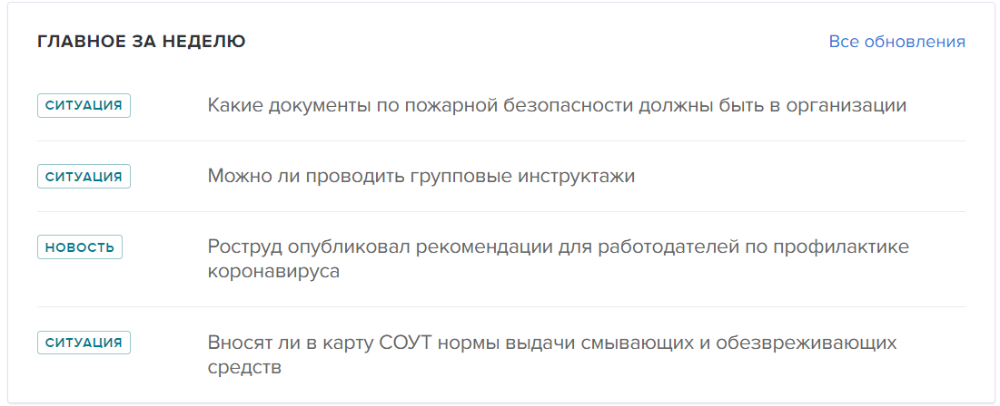 ГЛАВНОЕ ЗА НЕДЕЛЮ
Все обновления
СИТУАЦИЯ
Какие документы по пожарной безопасности должны быть в организации
СИТУАЦИЯ
Можно ли проводить групповые инструктажи
НОВОСТЬ
Роструд опубликовал рекомендации для работодателей по профилактике
коронавируса
СИТУАЦИЯ
Вносят ли в карту СОУТ нормы выдачи смывающих и обезвреживающих
средств